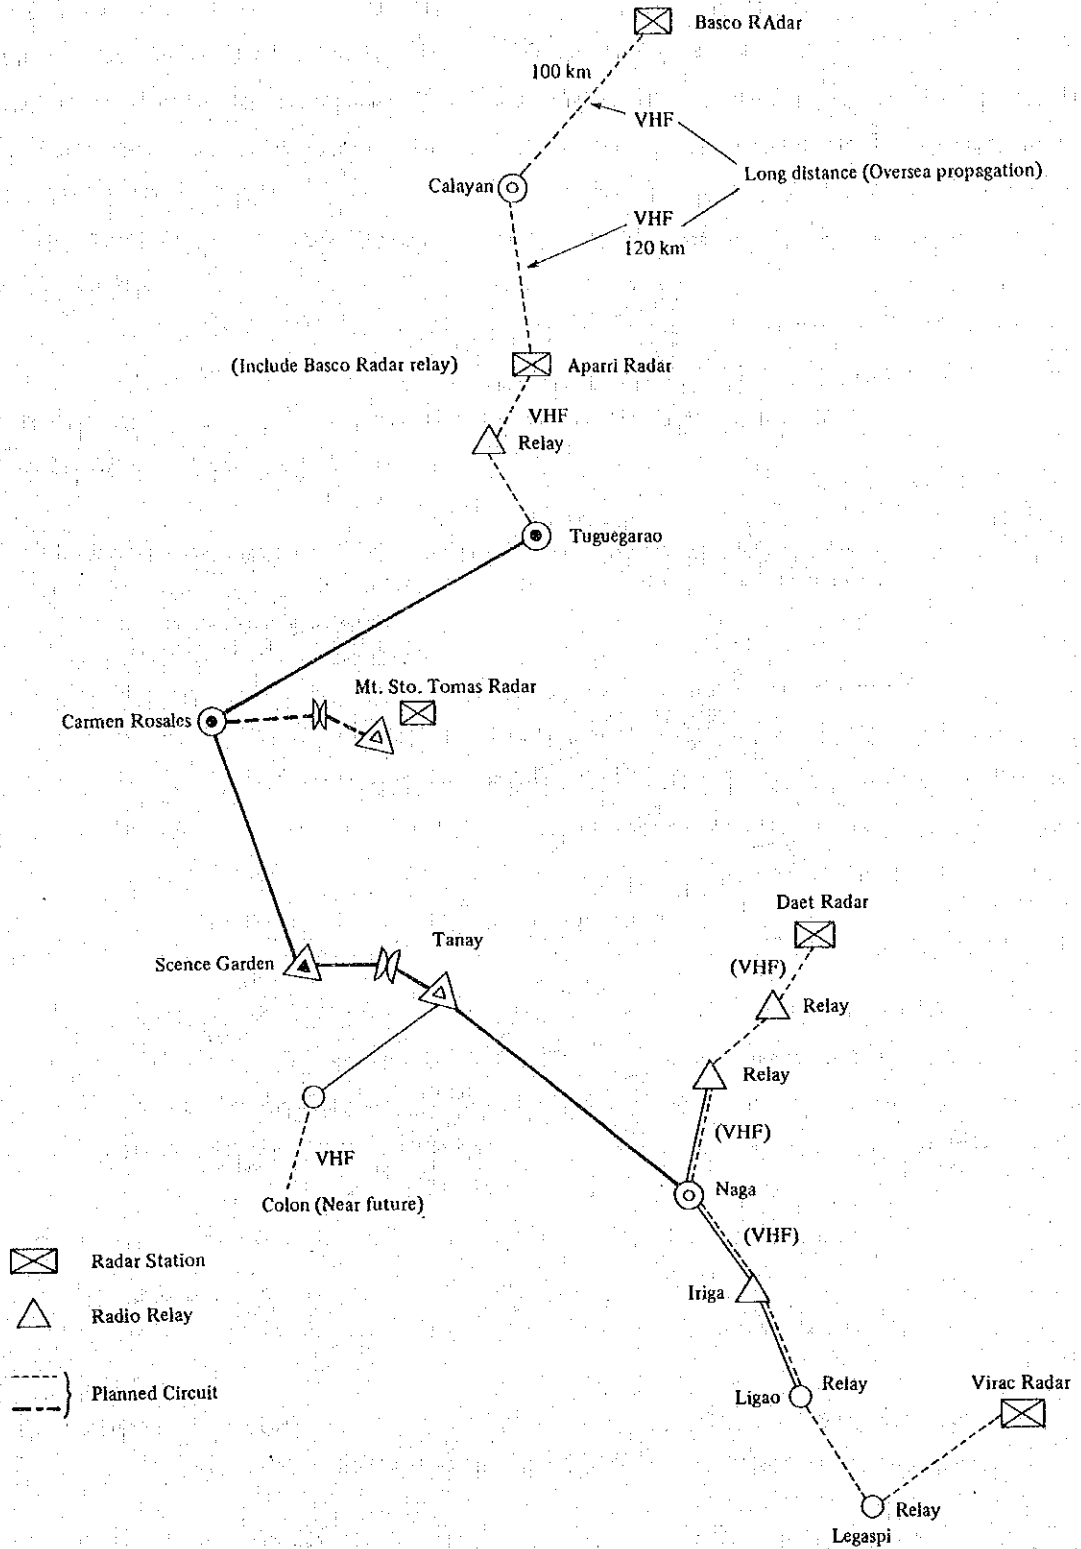 Basco RAdar
100 km
VHF
Long distance (Oversea propagation)
Calayan
VHF
120 km
(Include Basco Radar relay)
Aparri Radar
VHF
Relay
Tuguegarao
Mt. Sto. Tomas Radar
Carmen Rosales
Daet Radar
Tanay
Scence Garden
(VHF)
Relay
Relay
(VHF)
VHF
Naga
Colon (Near future)
(VHF)
Radar Station
Iriga
Radio Relay
Relay
Virac Radar
Planned Circuit
Ligao
Relay
Legaspi